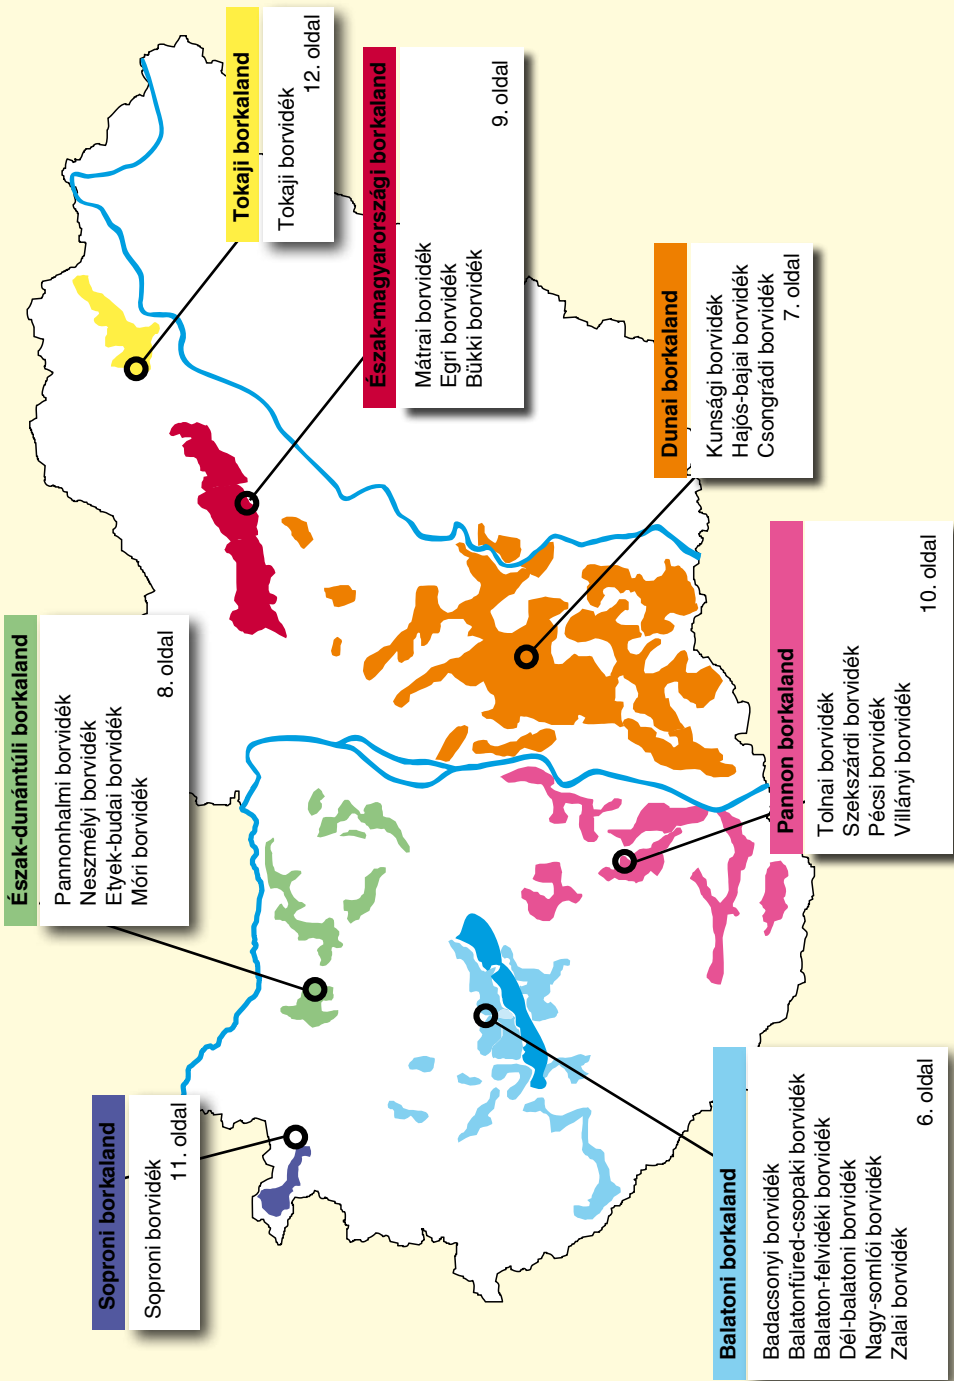 Soproni borkaland
Soproni borvidék
11. oldal
Észak-dunántúli borkaland
Pannonhalmi borvidék
Neszmélyi borvidék
Etyek-budai borvidék
Móri borvidék
8. oldal
Tokaji borkaland
Tokaji borvidék
12. oldal
Észak-magyarországi borkaland
Mátrai borvidék
Egri borvidék
Bükki borvidék
9. oldal
Dunai borkaland
Kunsági borvidék
Hajós-bajai borvidék
Csongrádi borvidék
7. oldal
Pannon borkaland
Tolnai borvidék
Szekszárdi borvidék
Pécsi borvidék
Villányi borvidék
10. oldal
Balatoni borkaland
Badacsonyi borvidék
Balatonfüred-csopaki borvidék
Balaton-felvidéki borvidék
Dél-balatoni borvidék
Nagy-somlói borvidék
Zalai borvidék
6. oldal